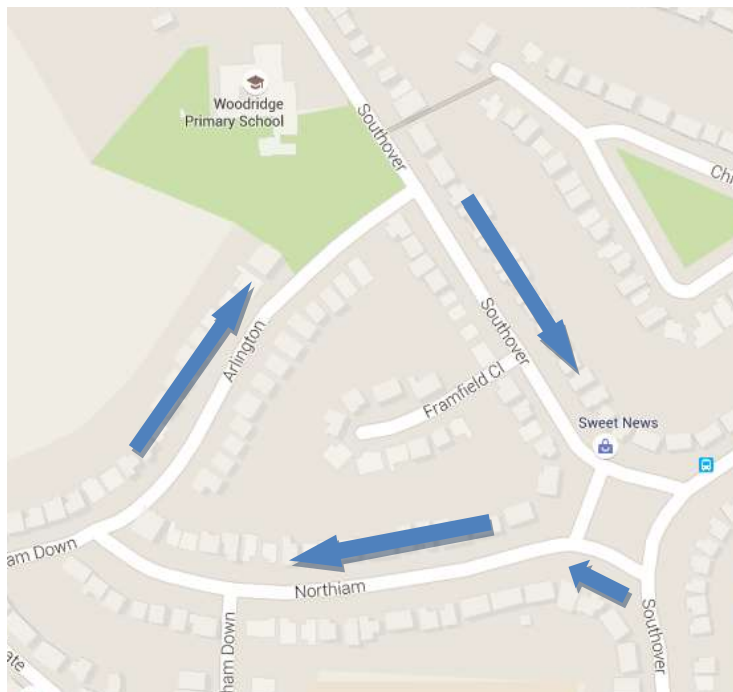 Woodridge
Primary School
Southover
Chi
Arlington
Southover
Framfield Cl
Sweet News
am Down
Northiam
ham Down
Southover
ate